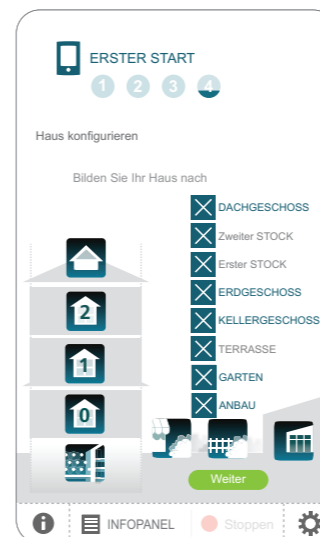 ERSTER START
1 2 3 4
Haus konfigurieren
Bilden Sie Ihr Haus nach
DACHGESCHOSS
Zweiter STOCK
Erster STOCK
ERDGESCHOSS
KELLERGESCHOSS
TERRASSE
GARTEN
ANBAU
2
1
0
Weiter
i INFOPANEL Stoppen